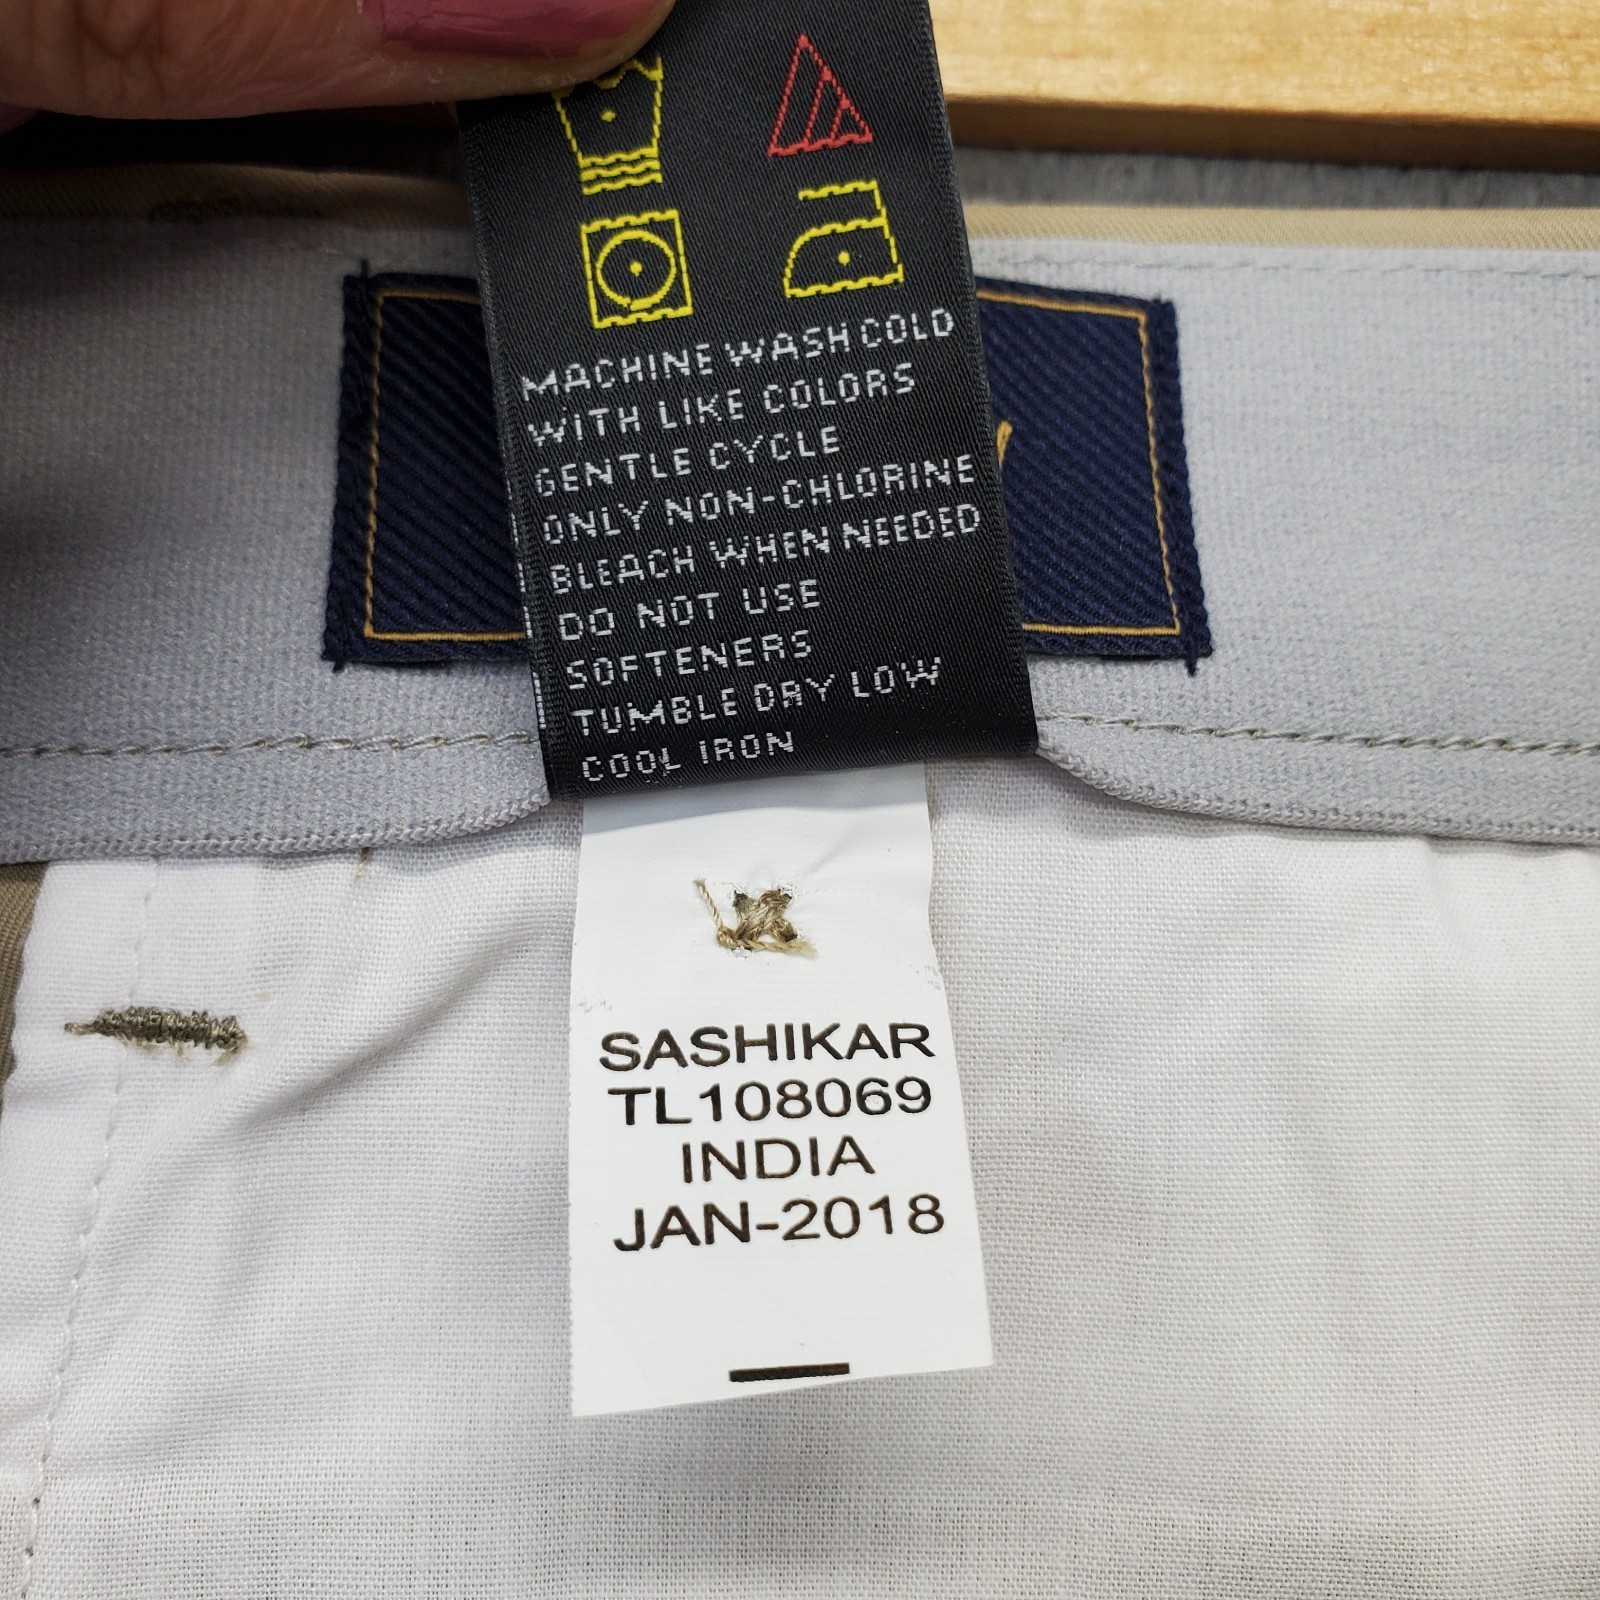 MACHINE WASH COLD
WITH LIKE COLORS
GENTLE CYCLE
ONLY NON-CHLORINE
BLEACH WHEN NEEDED
DO NOT USE
SOFTENERS
TUMBLE DRY LOW
COOL IRON
SASHIKAR
TL108069
INDIA
JAN-2018